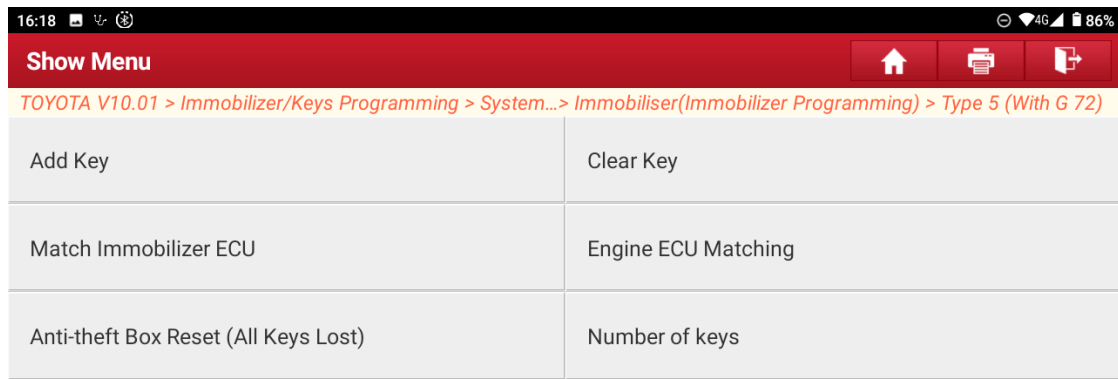 16:18 4G 86%
Show Menu
TOYOTA V10.01 > Immobilizer/Keys Programming > System...> Immobiliser(Immobilizer Programming) > Type 5 (With G 72)
Add Key
Clear Key
Match Immobilizer ECU
Engine ECU Matching
Anti-theft Box Reset (All Keys Lost)
Number of keys